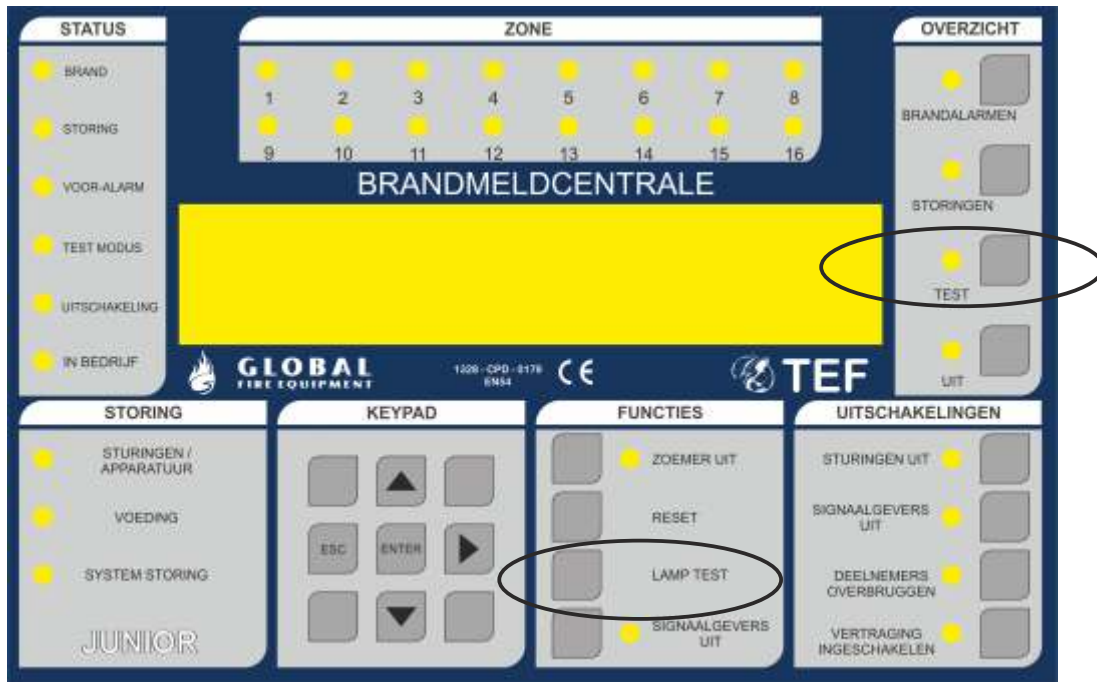 STATUS
BRAND
STORING
VOOR-ALARM
TEST MODUS
UITSCHAKELING
IN BEDRIJF
ZONE
1 2 3 4 5 6 7 8
9 10 11 12 13 14 15 16
BRANDMELDCENTRALE
GLOBAL
FIRE EQUIPMENT
1328 - CPD - 0176
EN54
CE
TEF
OVERZICHT
BRANDALARMEN
STORINGEN
TEST
UIT
STORING
STURINGEN /
APPARATUUR
VOEDING
SYSTEM STORING
JUNIOR
KEYPAD
ESC ENTER
FUNCTIES
ZOEMER UIT
RESET
LAMP TEST
SIGNAALGEVERS
UIT
UITSCHAKELINGEN
STURINGEN UIT
SIGNAALGEVERS
UIT
DEELNEMERS
OVERBRUGGEN
VERTRAGING
INGESCHAKELEN